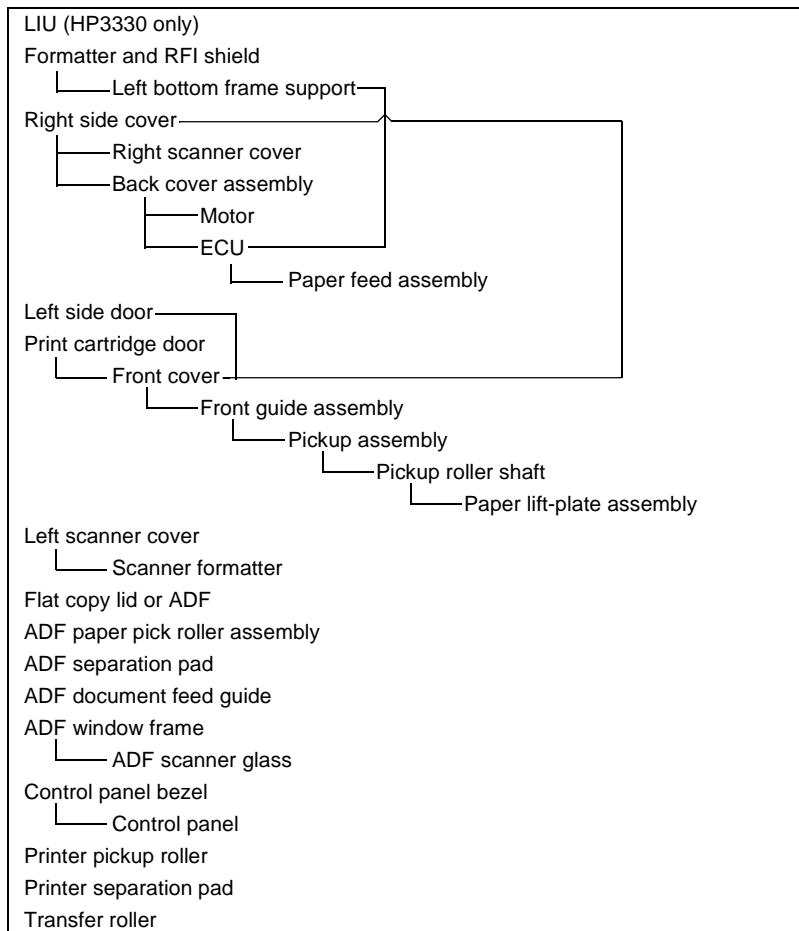 LIU (HP3330 only)
Formatter and RFI shield
Left bottom frame support
Right side cover
Right scanner cover
Back cover assembly
Motor
ECU
Paper feed assembly
Left side door
Print cartridge door
Front cover
Front guide assembly
Pickup assembly
Pickup roller shaft
Paper lift-plate assembly
Left scanner cover
Scanner formatter
Flat copy lid or ADF
ADF paper pick roller assembly
ADF separation pad
ADF document feed guide
ADF window frame
ADF scanner glass
Control panel bezel
Control panel
Printer pickup roller
Printer separation pad
Transfer roller